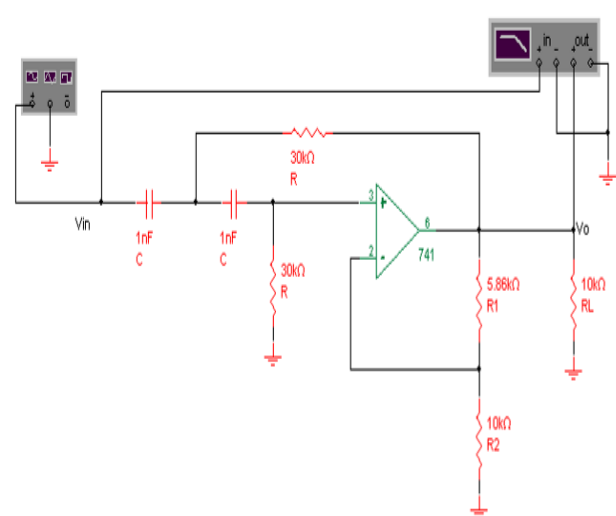 in out
+ - + -
+ -
30kΩ
R
Vin
1nF
C
1nF
C
30kΩ
R
3
+
2
-
6
741
Vo
5.86kΩ
R1
10kΩ
RL
10kΩ
R2